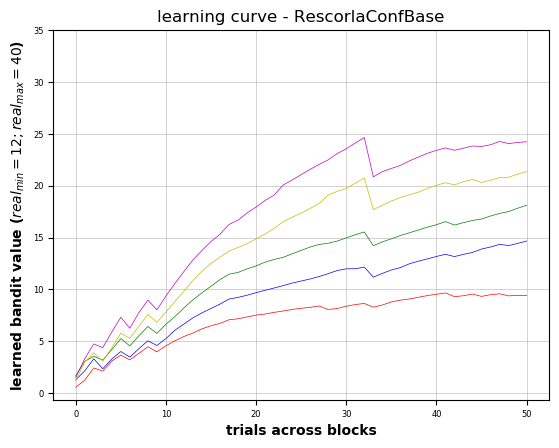 learning curve - RescorlaConfBase
learned bandit value (real_min = 12; real_max = 40)
35
30
25
20
15
10
5
0
0 10 20 30 40 50
trials across blocks